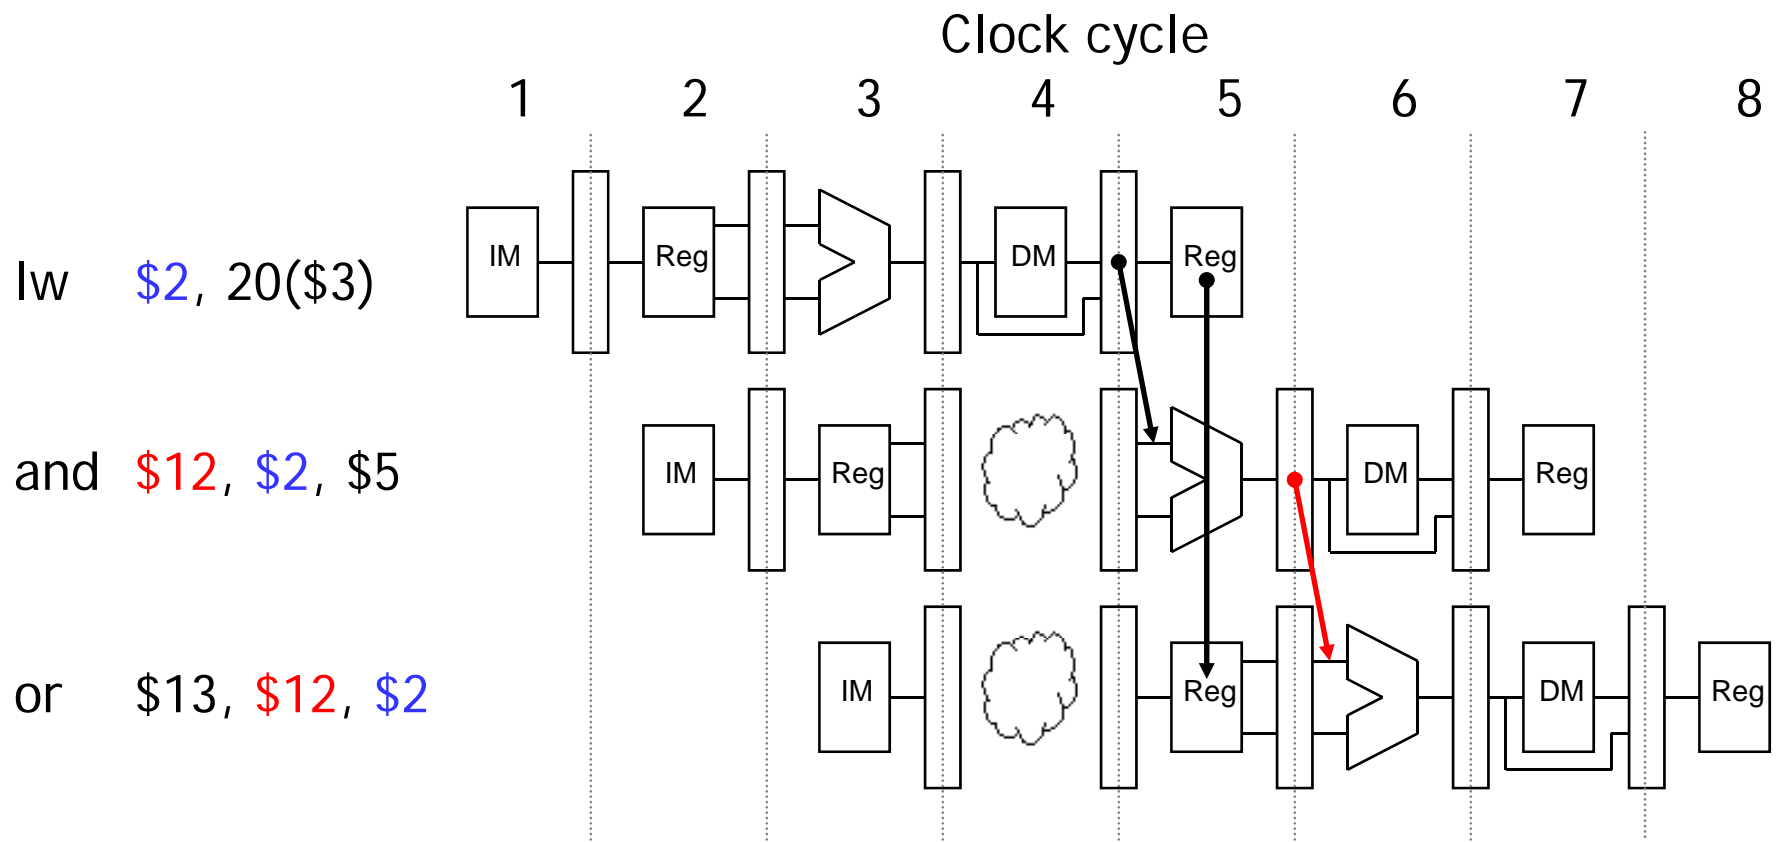 Clock cycle
1 2 3 4 5 6 7 8
lw $2, 20($3) IM Reg DM Reg
and $12, $2, $5 IM Reg DM Reg
or $13, $12, $2 IM Reg DM Reg